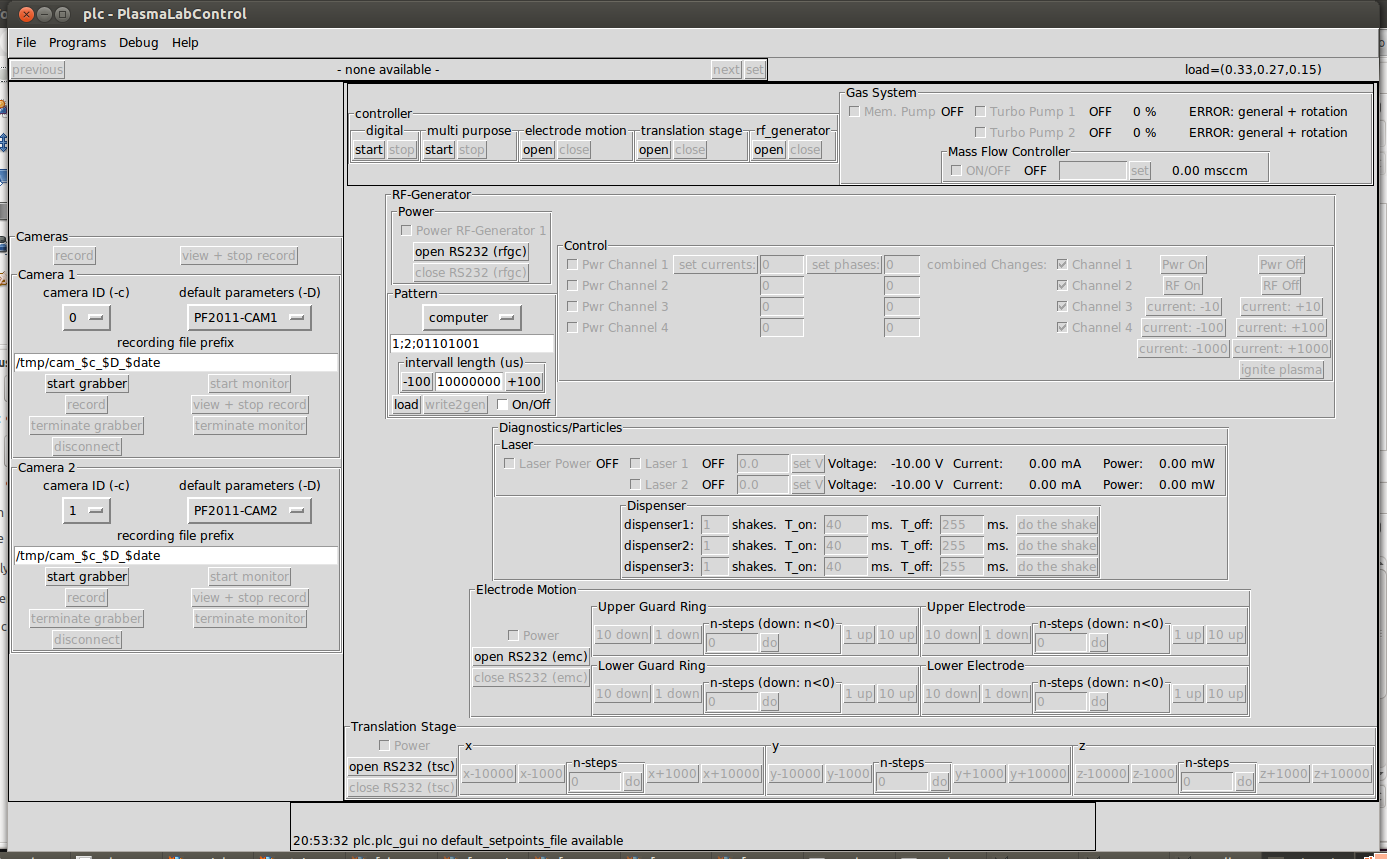 plc - PlasmaLabControl
File Programs Debug Help
previous - none available - next set load=(0.33,0.27,0.15)
controller
digital multi purpose electrode motion translation stage rf_generator
start stop start stop open close open close open close
Gas System
Mem. Pump OFF Turbo Pump 1 OFF 0 % ERROR: general + rotation
Turbo Pump 2 OFF 0 % ERROR: general + rotation
Mass Flow Controller
ON/OFF OFF set 0.00 msccm
Cameras
record view + stop record
Camera 1
camera ID (-c) default parameters (-D)
0 PF2011-CAM1
recording file prefix
/tmp/cam_$c_$D_$date
start grabber start monitor
record view + stop record
terminate grabber terminate monitor
disconnect
Camera 2
camera ID (-c) default parameters (-D)
1 PF2011-CAM2
recording file prefix
/tmp/cam_$c_$D_$date
start grabber start monitor
record view + stop record
terminate grabber terminate monitor
disconnect
RF-Generator
Power
Power RF-Generator 1
open RS232 (rfgc)
close RS232 (rfgc)
Pattern
computer
1;2;01101001
intervall length (us)
-100 10000000 +100
load write2gen On/Off
Control
Pwr Channel 1 set currents: 0 set phases: 0 combined Changes: Channel 1 Pwr On Pwr Off
Pwr Channel 2 0 0 Channel 2 RF On RF Off
Pwr Channel 3 0 0 Channel 3 current: -10 current: +10
Pwr Channel 4 0 0 Channel 4 current: -100 current: +100
current: -1000 current: +1000
ignite plasma
Diagnostics/Particles
Laser
Laser Power OFF Laser 1 OFF 0.0 set V Voltage: -10.00 V Current: 0.00 mA Power: 0.00 mW
Laser 2 OFF 0.0 set V Voltage: -10.00 V Current: 0.00 mA Power: 0.00 mW
Dispenser
dispenser1: 1 shakes. T_on: 40 ms. T_off: 255 ms. do the shake
dispenser2: 1 shakes. T_on: 40 ms. T_off: 255 ms. do the shake
dispenser3: 1 shakes. T_on: 40 ms. T_off: 255 ms. do the shake
Electrode Motion
Power
open RS232 (emc)
close RS232 (emc)
Upper Guard Ring
n-steps (down: n<0)
10 down 1 down 0 do 1 up 10 up
Upper Electrode
n-steps (down: n<0)
10 down 1 down 0 do 1 up 10 up
Lower Guard Ring
n-steps (down: n<0)
10 down 1 down 0 do 1 up 10 up
Lower Electrode
n-steps (down: n<0)
10 down 1 down 0 do 1 up 10 up
Translation Stage
Power
open RS232 (tsc)
close RS232 (tsc)
x
n-steps
x-10000 x-1000 0 do x+1000 x+10000
y
n-steps
y-10000 y-1000 0 do y+1000 y+10000
z
n-steps
z-10000 z-1000 0 do z+1000 z+10000
20:53:32 plc.plc_gui no default_setpoints_file available